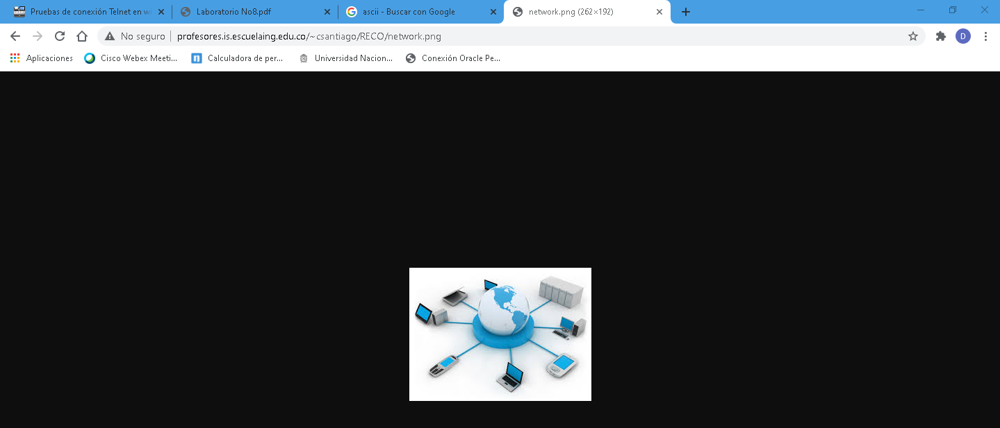 Pruebas de conexión Telnet en wi
Laboratorio No8.pdf
ascii - Buscar con Google
network.png (262×192)
No seguro
profesores.is.escuelaing.edu.co/~csantiago/RECO/network.png
D
Aplicaciones
Cisco Webex Meeti...
Calculadora de per...
Universidad Nacion...
Conexión Oracle Pe...